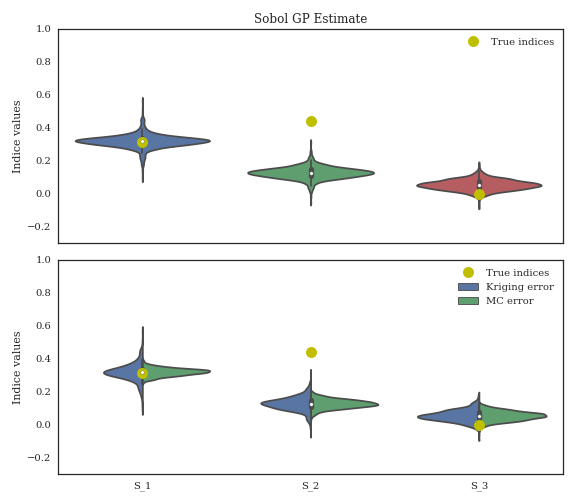 Sobol GP Estimate
1.0
0.8
0.6
0.4
0.2
0.0
−0.2
Indice values
True indices
1.0
0.8
0.6
0.4
0.2
0.0
−0.2
Indice values
True indices
Kriging error
MC error
S_1 S_2 S_3